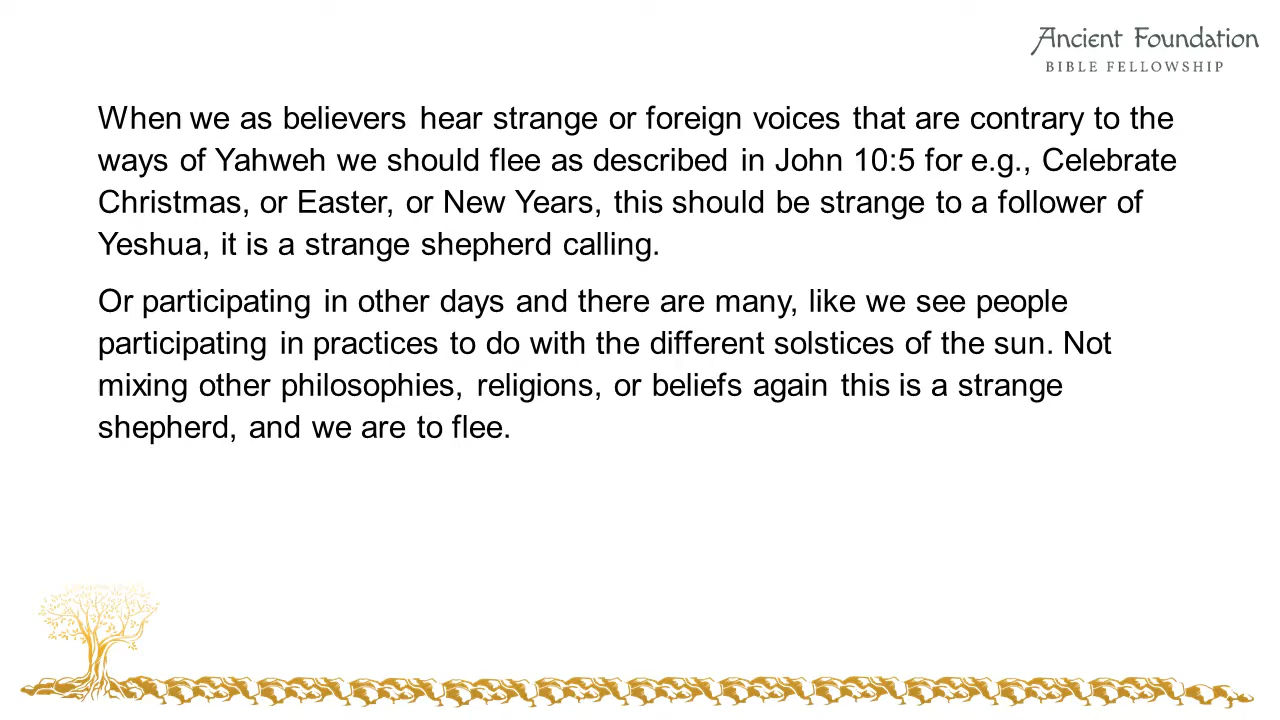 Ancient Foundation
BIBLE FELLOWSHIP
When we as believers hear strange or foreign voices that are contrary to the
ways of Yahweh we should flee as described in John 10:5 for e.g., Celebrate
Christmas, or Easter, or New Years, this should be strange to a follower of
Yeshua, it is a strange shepherd calling.
Or participating in other days and there are many, like we see people
participating in practices to do with the different solstices of the sun. Not
mixing other philosophies, religions, or beliefs again this is a strange
shepherd, and we are to flee.